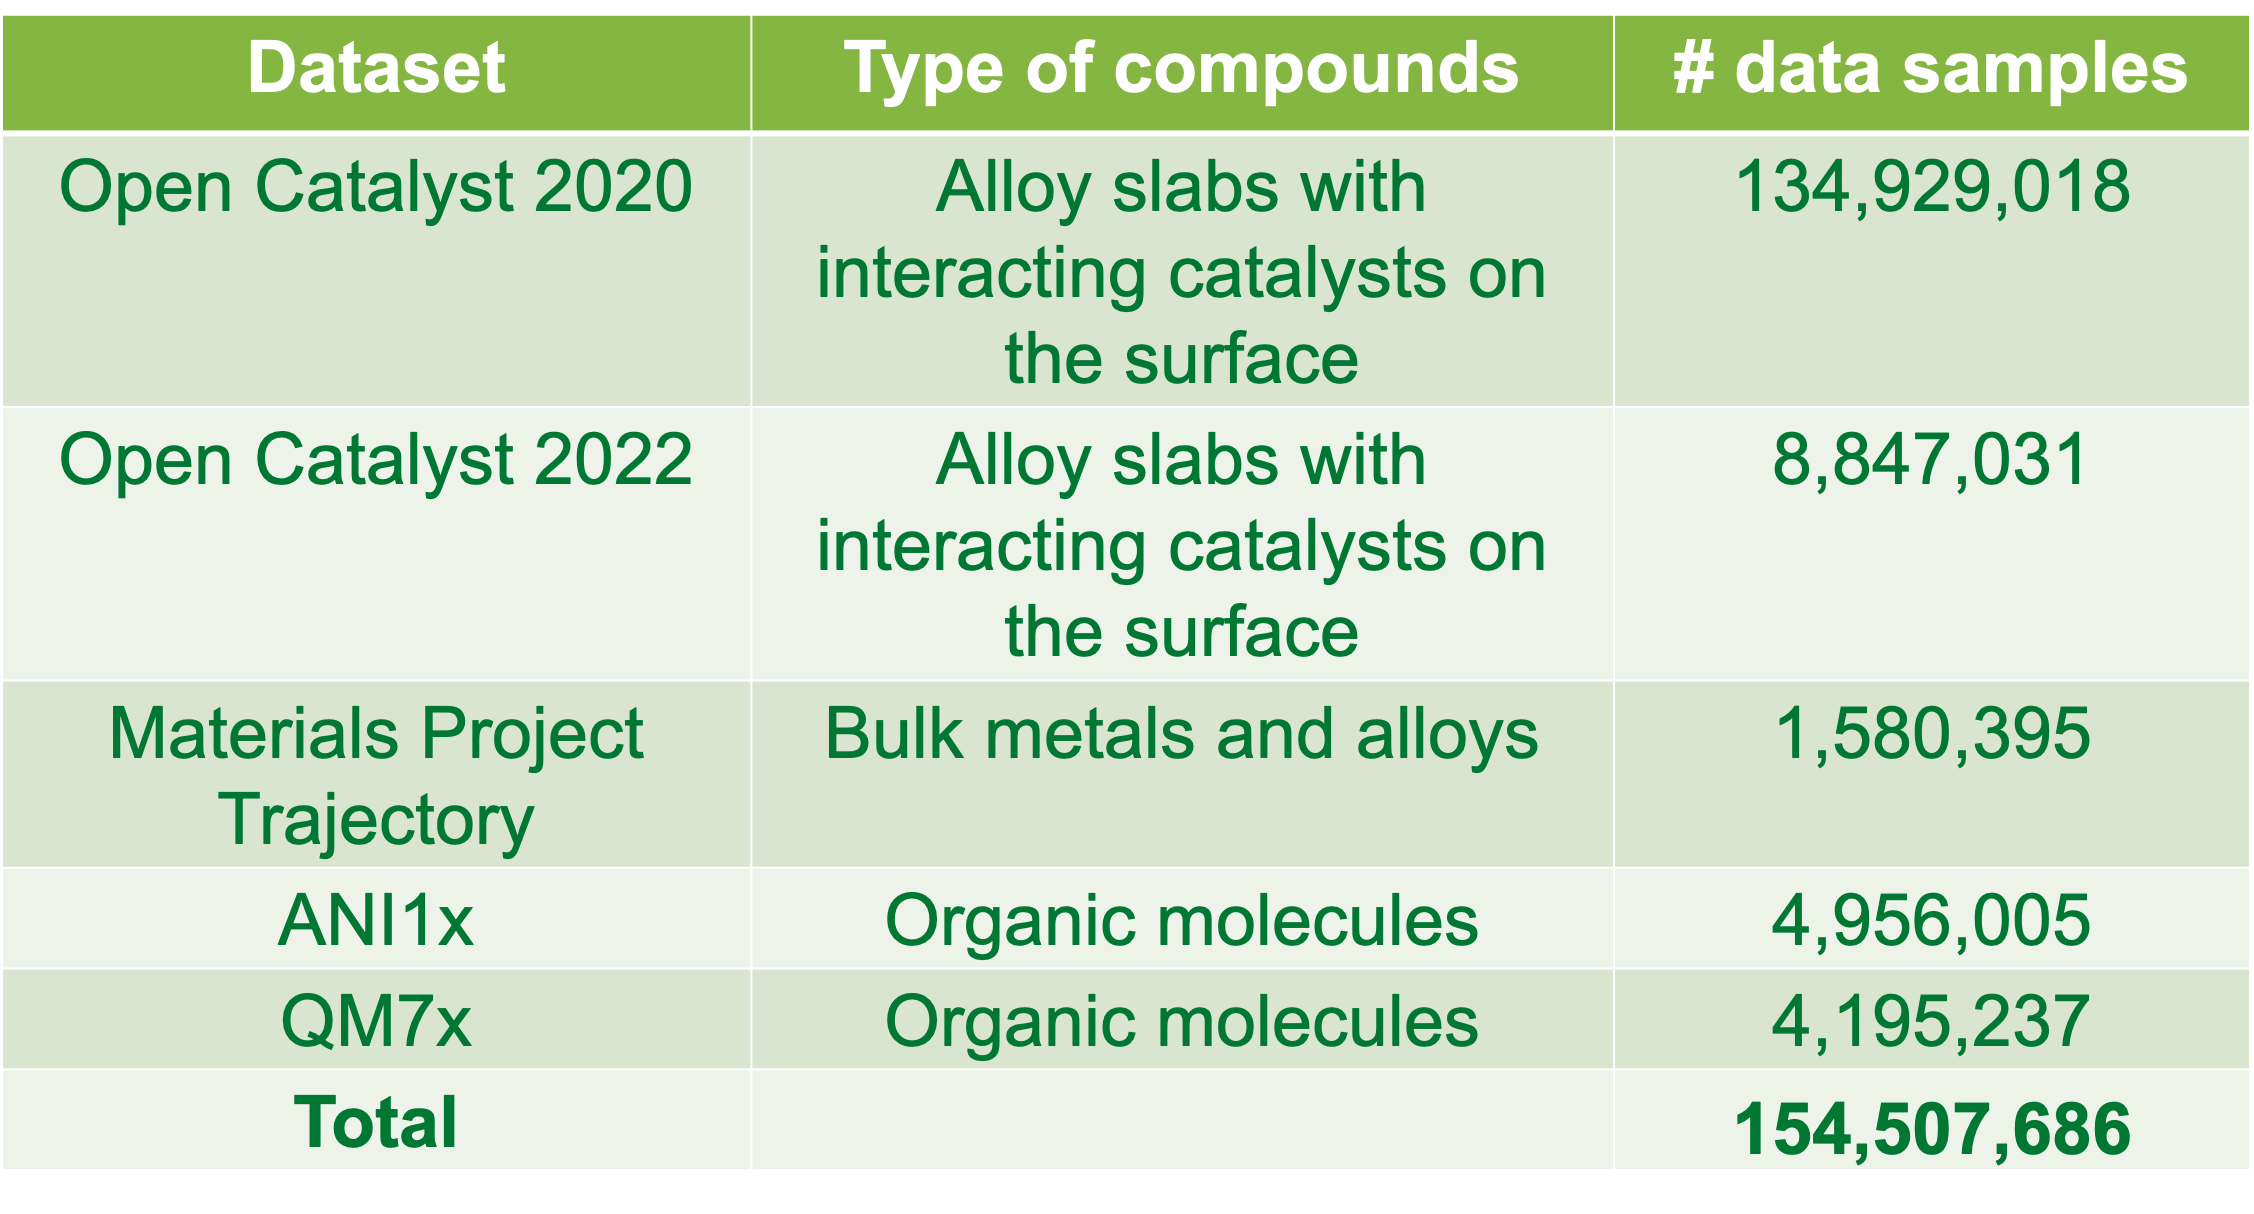 Dataset Type of compounds # data samples
Open Catalyst 2020 Alloy slabs with 134,929,018
interacting catalysts on
the surface
Open Catalyst 2022 Alloy slabs with 8,847,031
interacting catalysts on
the surface
Materials Project Bulk metals and alloys 1,580,395
Trajectory
ANI1x Organic molecules 4,956,005
QM7x Organic molecules 4,195,237
Total 154,507,686